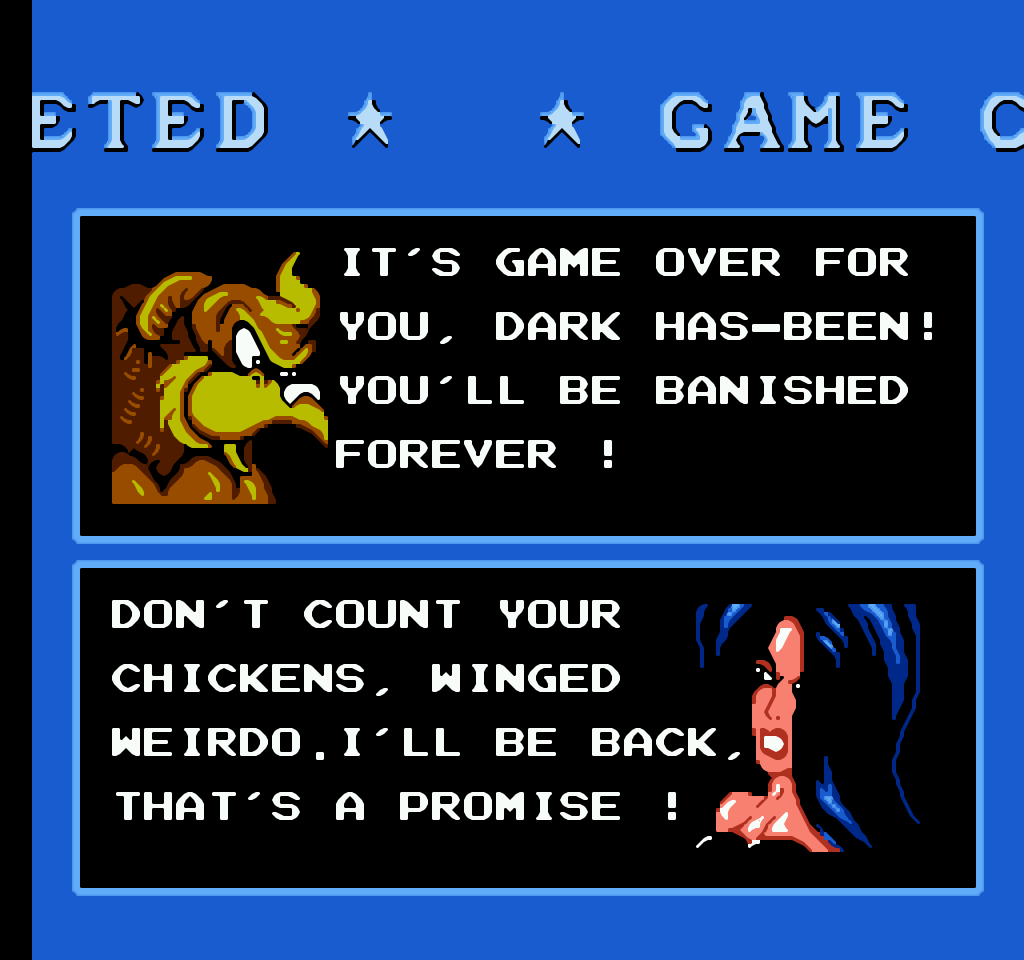 ETED ★ ★ GAME C
IT'S GAME OVER FOR
YOU, DARK HAS-BEEN!
YOU'LL BE BANISHED
FOREVER !
DON'T COUNT YOUR
CHICKENS, WINGED
WEIRDO.I'LL BE BACK,
THAT'S A PROMISE !